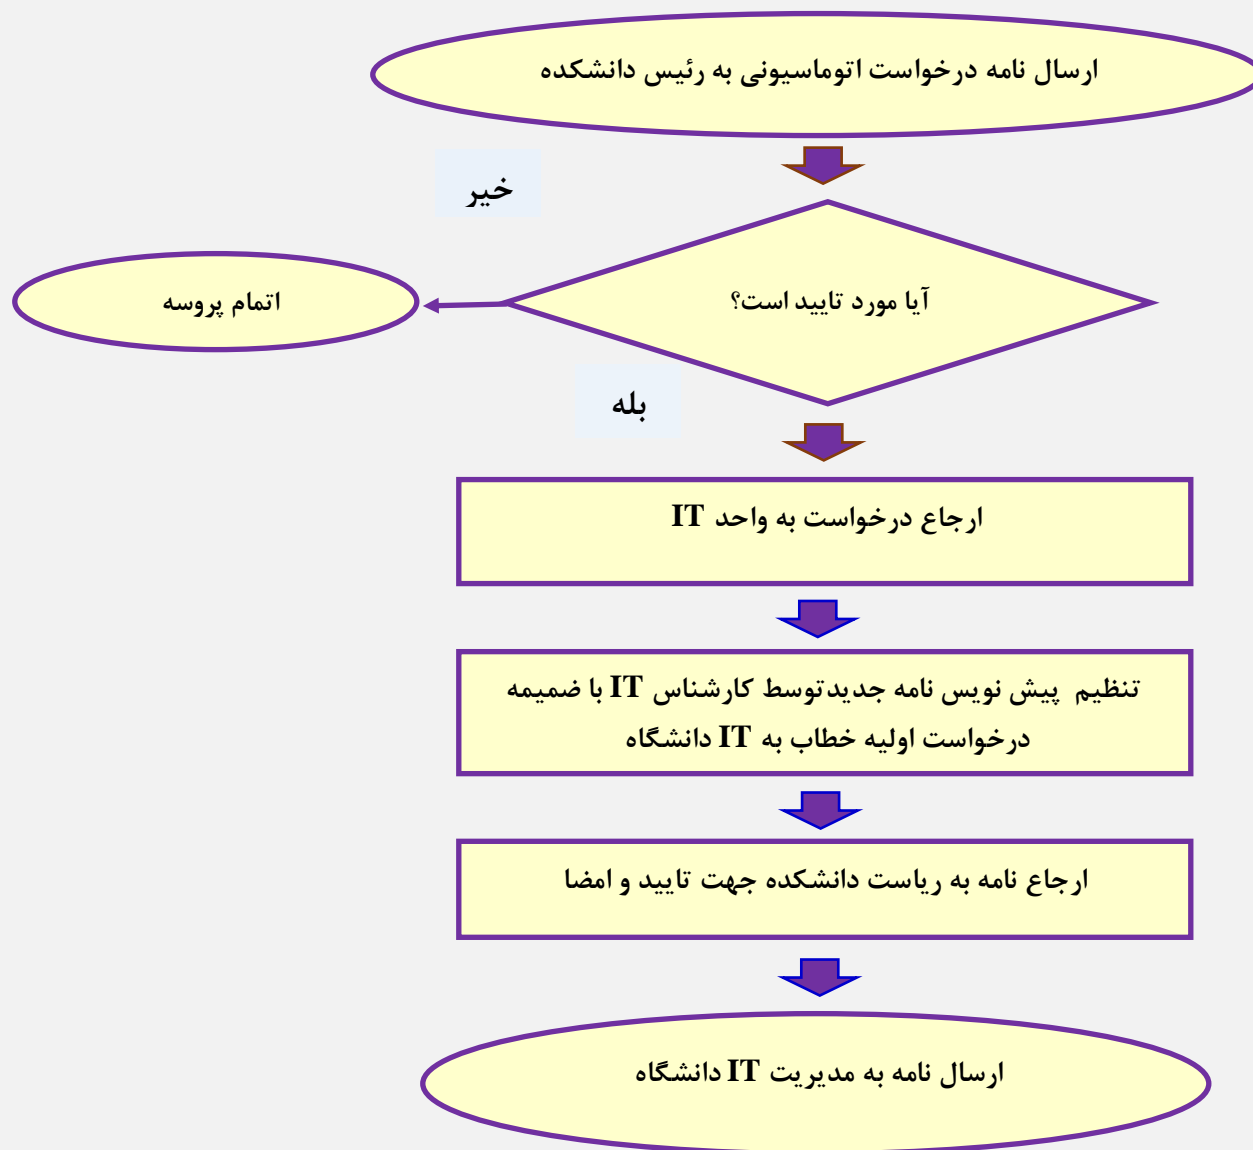 ارسال نامه درخواست اتوماسیونی به رئیس دانشکده
خیر
آیا مورد تایید است؟
اتمام پروسه
بله
ارجاع درخواست به واحد IT
تنظیم پیش نویس نامه جدیدتوسط کارشناس IT با ضمیمه
درخواست اولیه خطاب به IT دانشگاه
ارجاع نامه به ریاست دانشکده جهت تایید و امضا
ارسال نامه به مدیریت IT دانشگاه